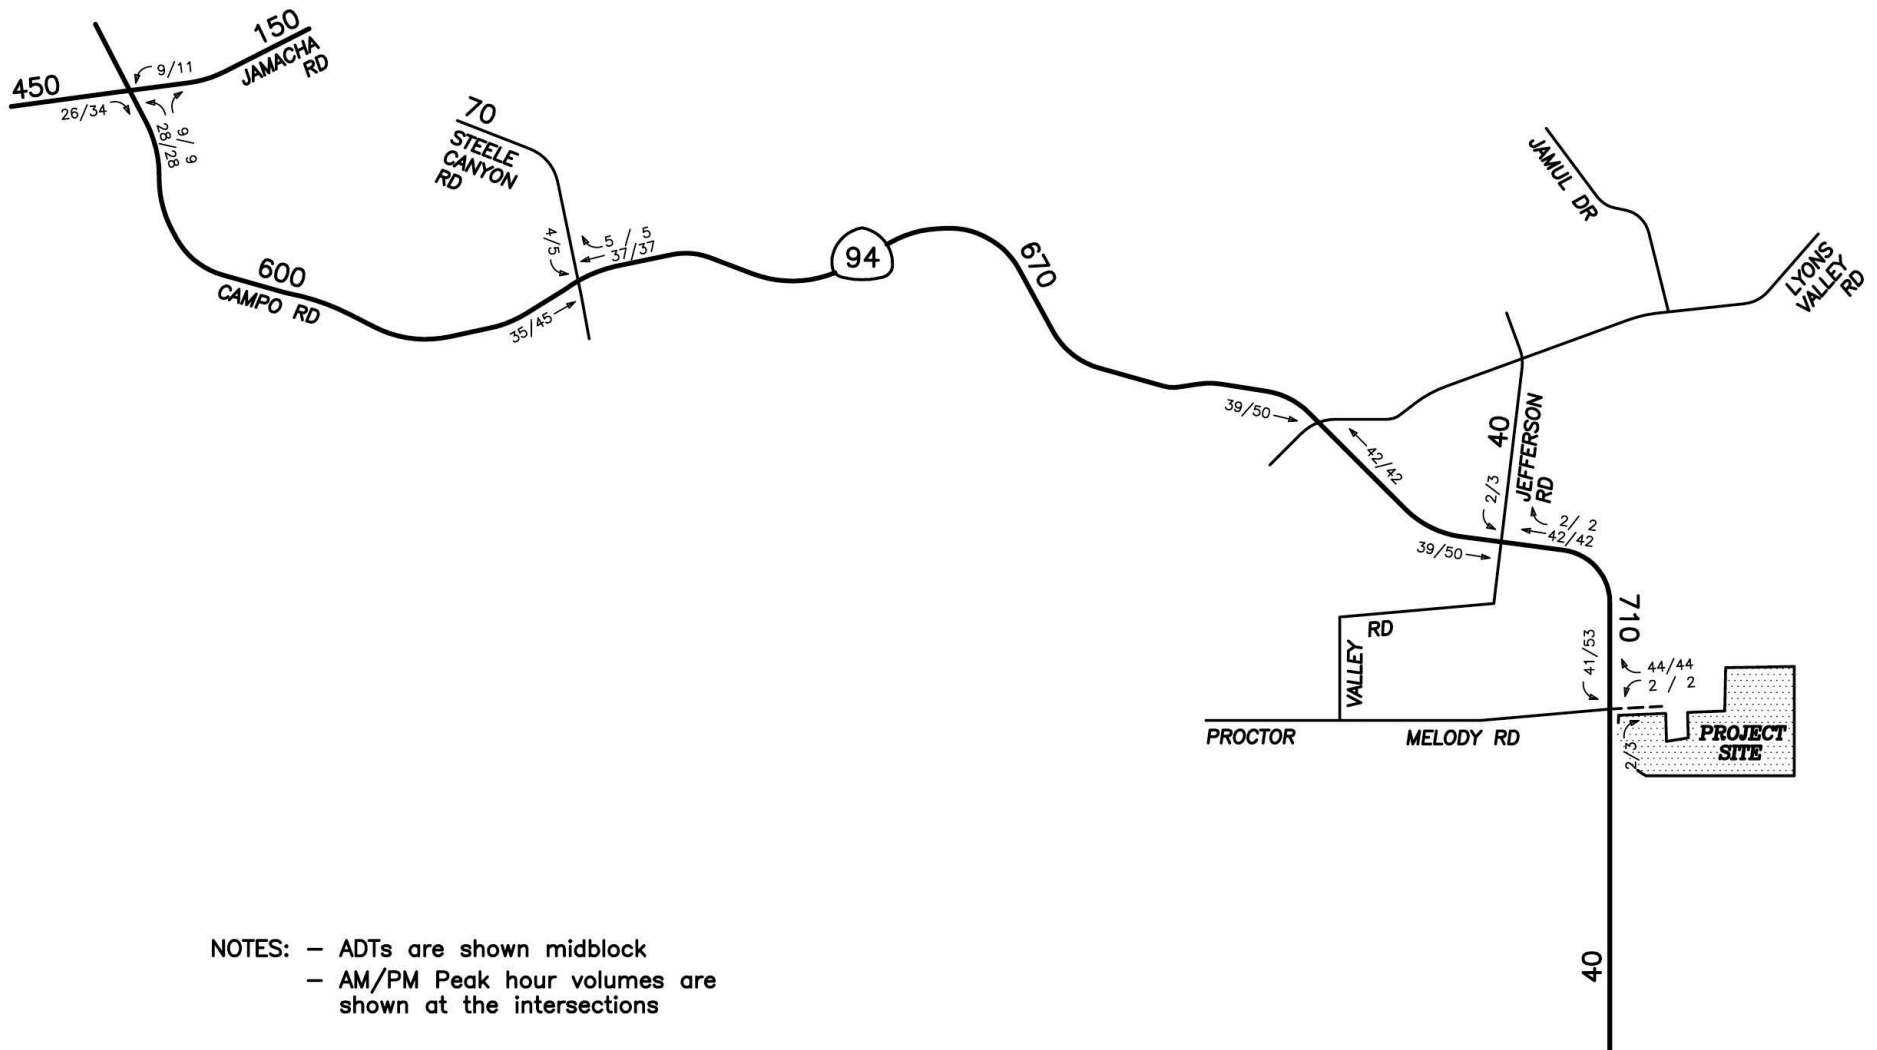 150
JAMACHA
RD
9/11
450
26/34
28/28
9/ 9
70
STEELE
CANYON
RD
4/5
5 / 5
37/37
35/45
600
CAMPO RD
94
670
JAMUL DR
LYONS
VALLEY
RD
39/50
42/42
40
JEFFERSON
RD
2/3
2/ 2
42/42
39/50
710
41/53
44/44
2 / 2
RD
VALLEY
PROCTOR
MELODY RD
2/3
PROJECT
SITE
40
NOTES: – ADTs are shown midblock
– AM/PM Peak hour volumes are
shown at the intersections